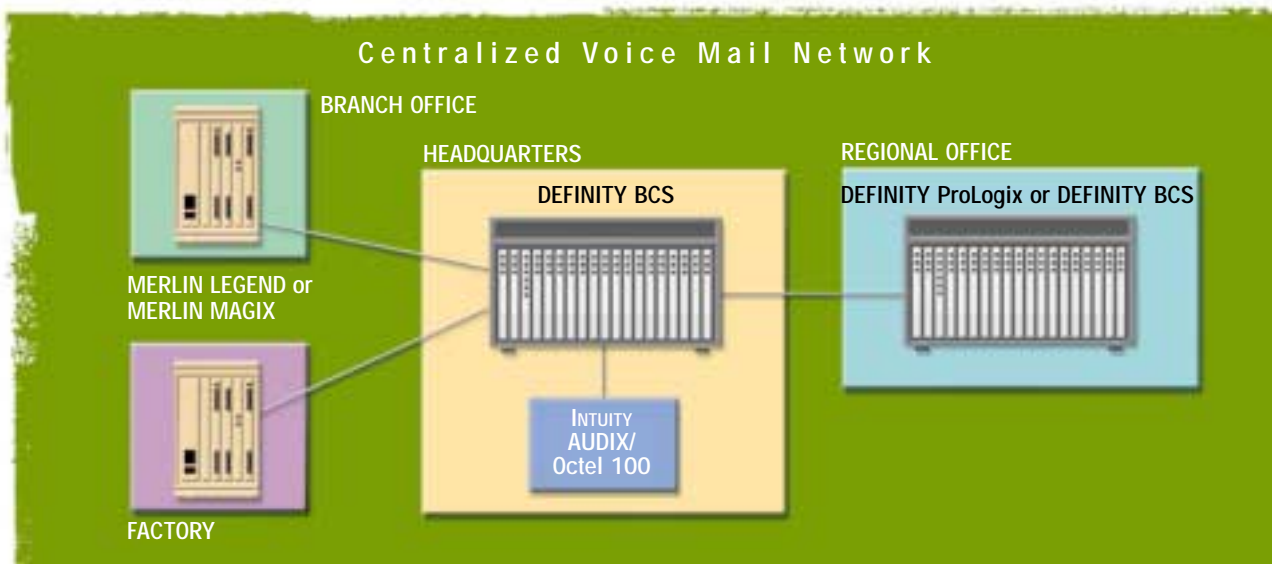 Centralized Voice Mail Network
BRANCH OFFICE
MERLIN LEGEND or
MERLIN MAGIX
FACTORY
HEADQUARTERS
DEFINITY BCS
INTUITY
AUDIX/
Octel 100
REGIONAL OFFICE
DEFINITY ProLogix or DEFINITY BCS